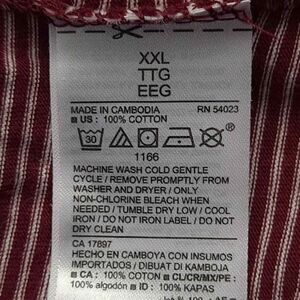 XXL
TTG
EEG
MADE IN CAMBODIA RN 54023
US: 100% COTTON
30
1166
MACHINE WASH COLD GENTLE
CYCLE / REMOVE PROMPTLY FROM
WASHER AND DRYER / ONLY
NON-CHLORINE BLEACH WHEN
NEEDED / TUMBLE DRY LOW / COOL
IRON / DO NOT IRON LABEL / DO NOT
DRY CLEAN
CA 17897
HECHO EN CAMBOYA CON INSUMOS
IMPORTADOS / DIBUAT DI KAMBOJA
CA: 100% COTON CL/CR/MX/PE:
100% algodón ID: 100% KAPAS